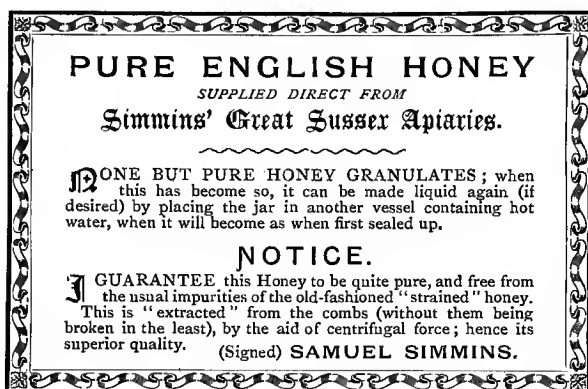 PURE ENGLISH HONEY
SUPPLIED DIRECT FROM
Simmins' Great Sussex Apiaries.
NONE BUT PURE HONEY GRANULATES; when
this has become so, it can be made liquid again (if
desired) by placing the jar in another vessel containing hot
water, when it will become as when first sealed up.
NOTICE.
I GUARANTEE this Honey to be quite pure, and free from
the usual impurities of the old-fashioned "strained" honey.
This is "extracted" from the combs (without them being
broken in the least), by the aid of centrifugal force; hence its
superior quality. (Signed) SAMUEL SIMMINS.